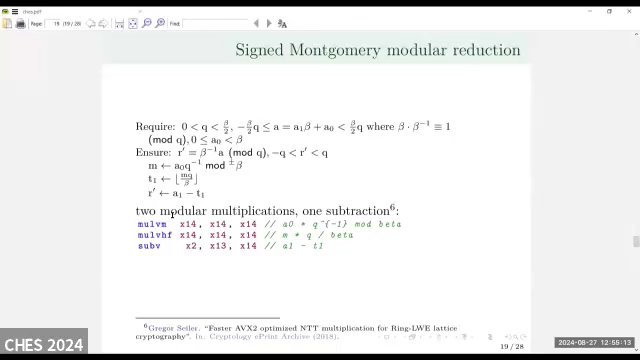 ches.pdf
Page: 19 (19 / 28)
Find:
Signed Montgomery modular reduction
Require: 0 < q < β/2, −β/2 q ≤ a = a₁β + a₀ < β/2 q where β · β⁻¹ ≡ 1
(mod q), 0 ≤ a₀ < β
Ensure: r′ = β⁻¹a (mod q), −q < r′ < q
m ← a₀q⁻¹ mod± β
t₁ ← ⌊mq/β⌋
r′ ← a₁ − t₁
two modular multiplications, one subtraction⁶:
mulvm x14, x14, x14 // a0 * q^{-1} mod beta
mulvhf x14, x14, x14 // m * q / beta
subv x2, x13, x14 // a1 - t1
⁶Gregor Seiler. “Faster AVX2 optimized NTT multiplication for Ring-LWE lattice
cryptography”. In: Cryptology ePrint Archive (2018).
19 / 28
CHES 2024
2024-08-27 12:55:13